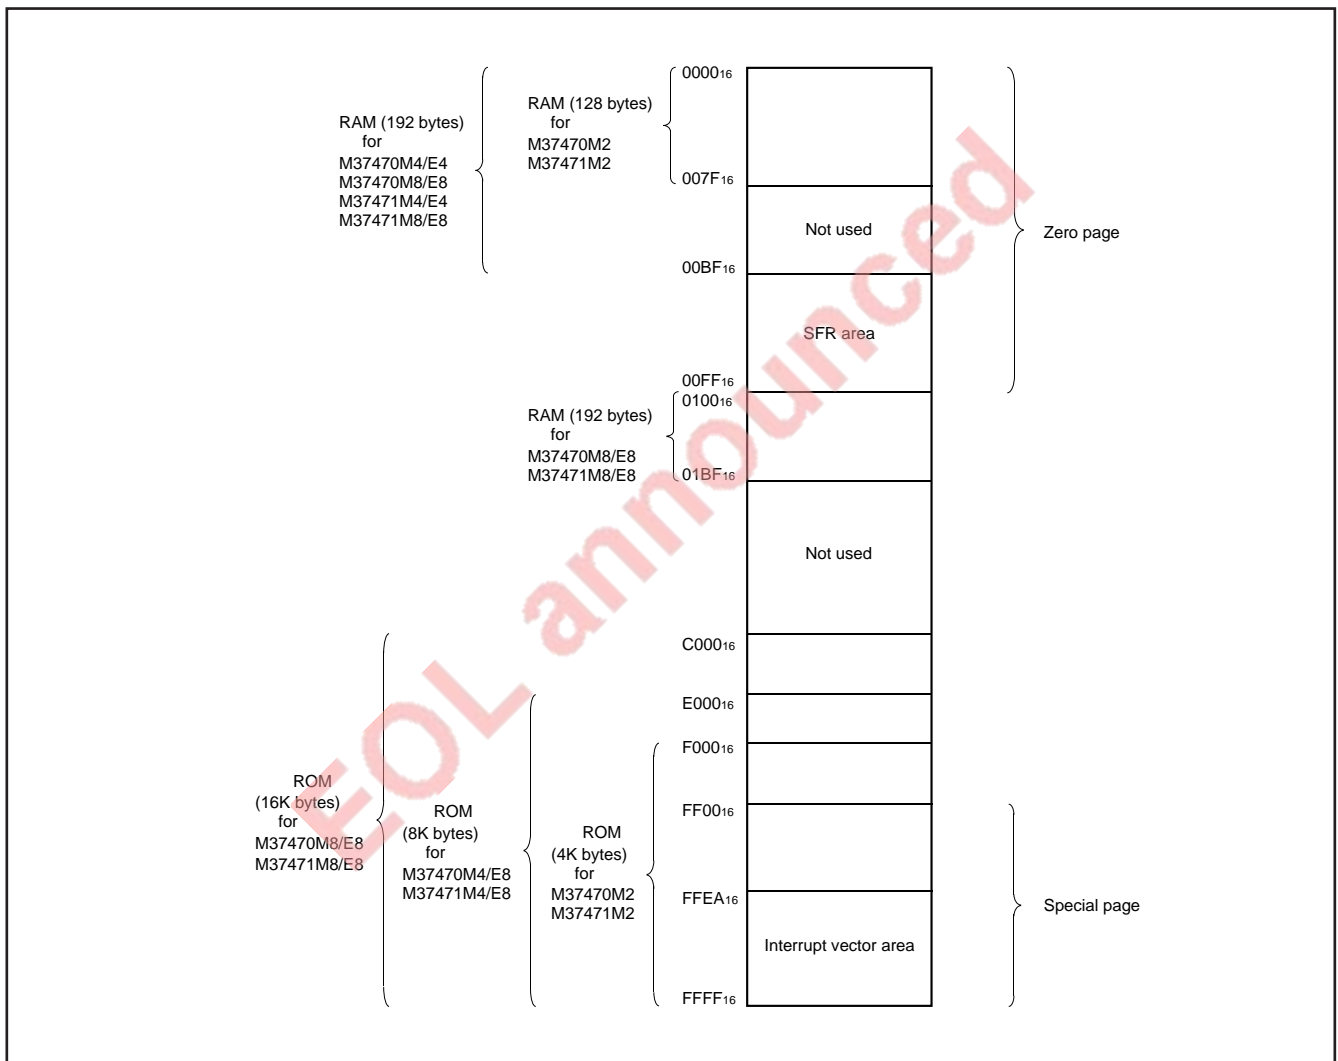 RAM (192 bytes)
for
M37470M4/E4
M37470M8/E8
M37471M4/E4
M37471M8/E8
RAM (128 bytes)
for
M37470M2
M37471M2
0000₁₆
007F₁₆
Not used
00BF₁₆
SFR area
00FF₁₆
Zero page
0100₁₆
RAM (192 bytes)
for
M37470M8/E8
M37471M8/E8
01BF₁₆
Not used
C000₁₆
E000₁₆
F000₁₆
ROM
(16K bytes)
for
M37470M8/E8
M37471M8/E8
ROM
(8K bytes)
for
M37470M4/E8
M37471M4/E8
ROM
(4K bytes)
for
M37470M2
M37471M2
FF00₁₆
FFEA₁₆
Interrupt vector area
FFFF₁₆
Special page
EOL announced